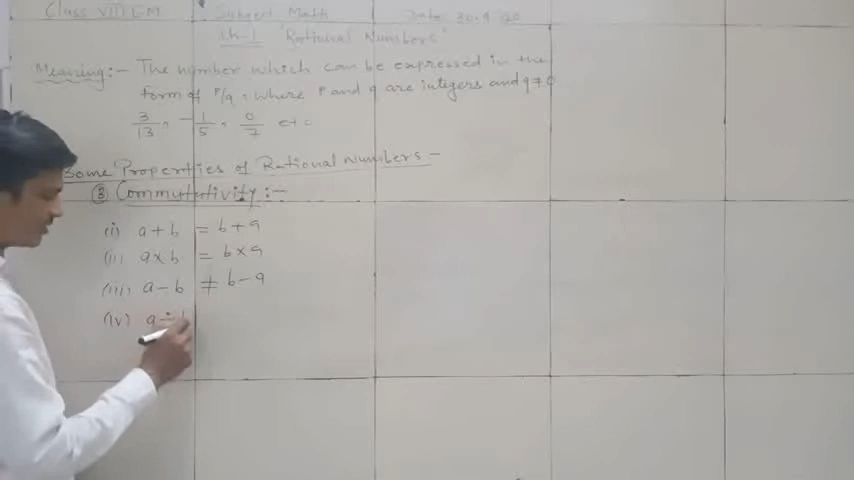 Class VIII EM Subject Math Date 30.9.20
Ch-1 "Rational Numbers"
Meaning:- The number which can be expressed in the
form of P/q, where P and q are integers and q≠0
3/13, -1/5, 0/7 etc
Some Properties of Rational Numbers-
③ Commutativity:-
(i) a+b = b+a
(ii) a×b = b×a
(iii) a-b ≠ b-a
(iv) a÷